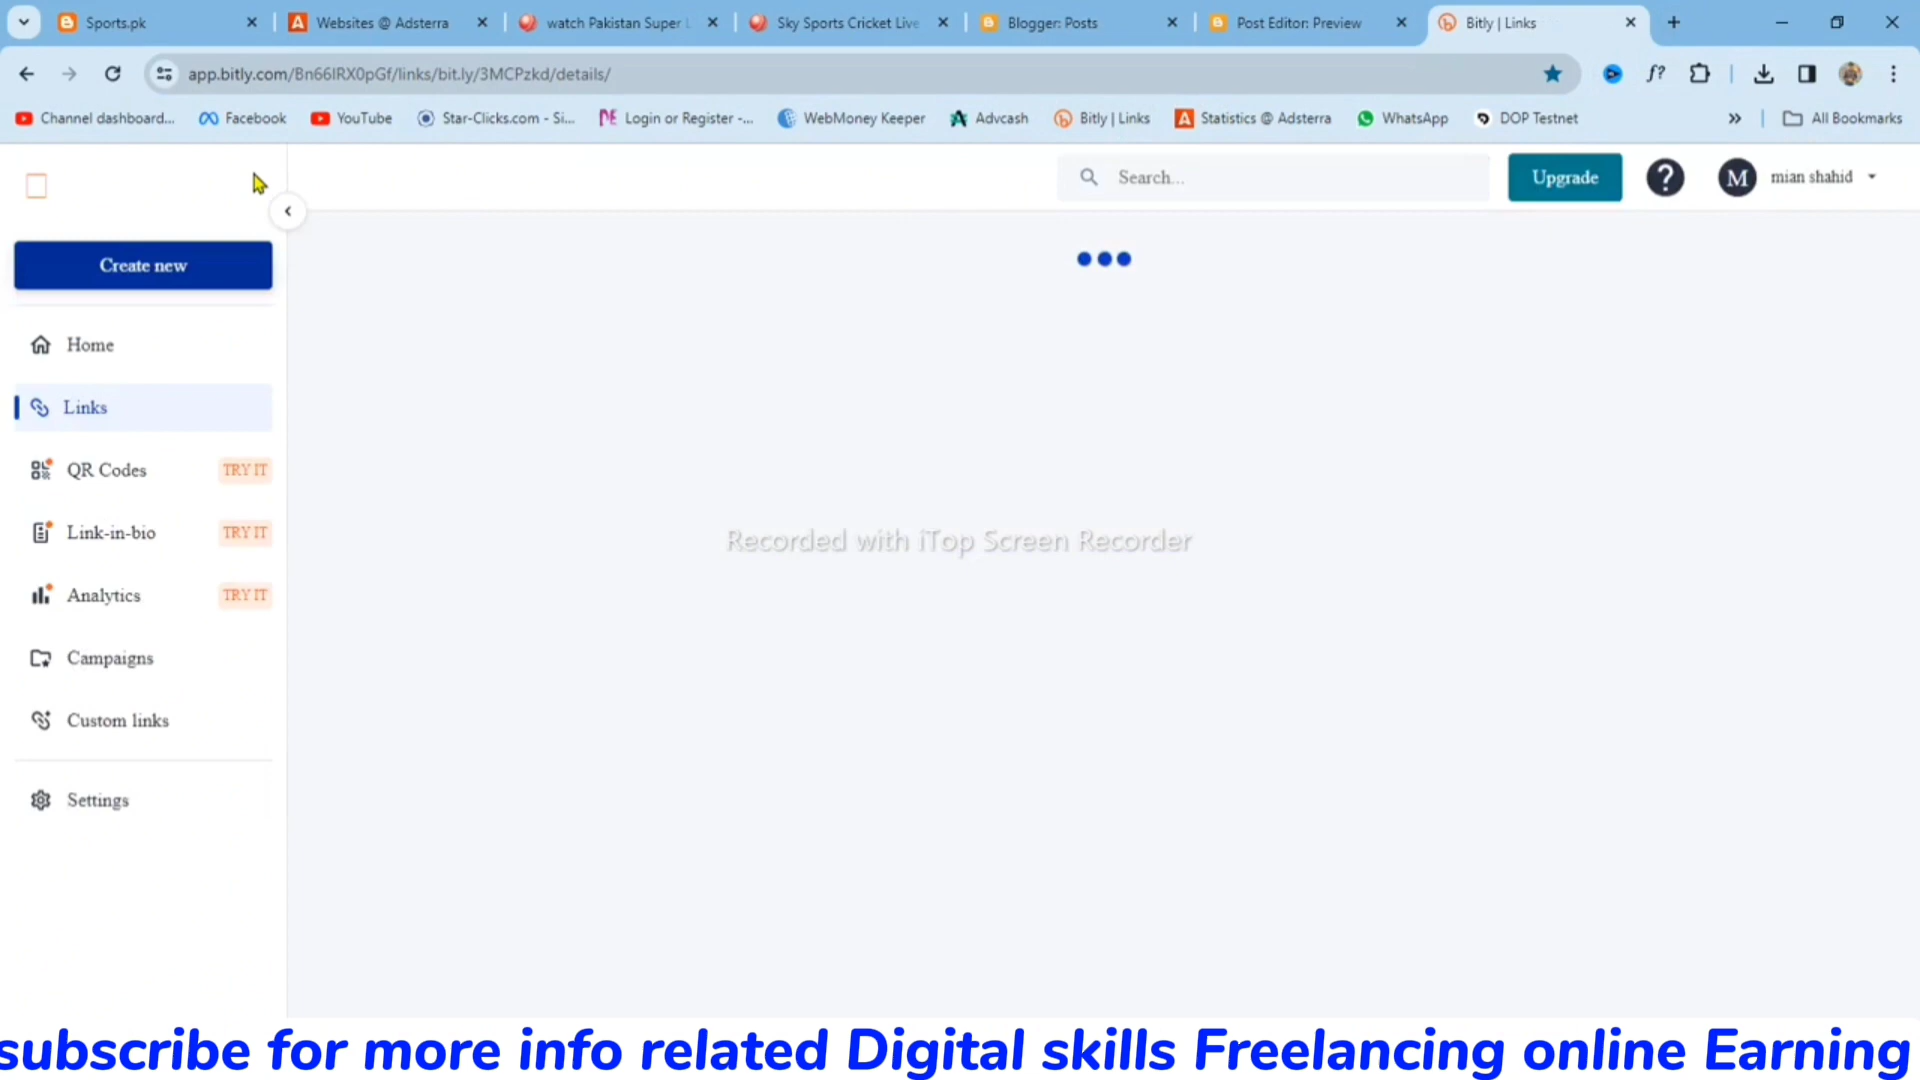 Sports.pk
Websites @ Adsterra
watch Pakistan Super L
Sky Sports Cricket Live
Blogger: Posts
Post Editor: Preview
Bitly | Links
app.bitly.com/Bn66IRX0pGf/links/bit.ly/3MCPzkd/details/
f?
Channel dashboard...
Facebook
YouTube
Star-Clicks.com - Si...
Login or Register -...
WebMoney Keeper
Advcash
Bitly | Links
Statistics @ Adsterra
WhatsApp
DOP Testnet
All Bookmarks
Search...
Upgrade
?
M
mian shahid
Create new
Home
Links
QR Codes
TRY IT
Link-in-bio
TRY IT
Analytics
TRY IT
Campaigns
Custom links
Settings
Recorded with iTop Screen Recorder
subscribe for more info related Digital skills Freelancing online Earning